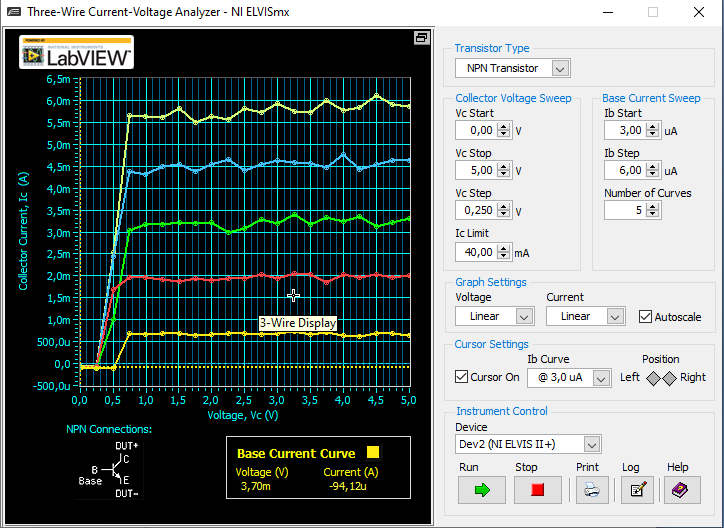 Three-Wire Current-Voltage Analyzer - NI ELVISmx
POWERED BY
NATIONAL INSTRUMENTS
LabVIEW™
6,5m
6,0m
5,5m
5,0m
4,5m
4,0m
3,5m
3,0m
2,5m
2,0m
1,5m
1,0m
500,0u
0,0
-500,0u
Collector Current, Ic (A)
0,0 0,5 1,0 1,5 2,0 2,5 3,0 3,5 4,0 4,5 5,0
Voltage, Vc (V)
3-Wire Display
NPN Connections:
DUT+
C
B
Base
E
DUT-
Base Current Curve
Voltage (V) Current (A)
3,70m -94,12u
Transistor Type
NPN Transistor
Collector Voltage Sweep
Vc Start
0,00 V
Vc Stop
5,00 V
Vc Step
0,250 V
Ic Limit
40,00 mA
Base Current Sweep
Ib Start
3,00 uA
Ib Step
6,00 uA
Number of Curves
5
Graph Settings
Voltage Current
Linear Linear Autoscale
Cursor Settings
Ib Curve Position
Cursor On @ 3,0 uA Left Right
Instrument Control
Device
Dev2 (NI ELVIS II+)
Run Stop Print Log Help